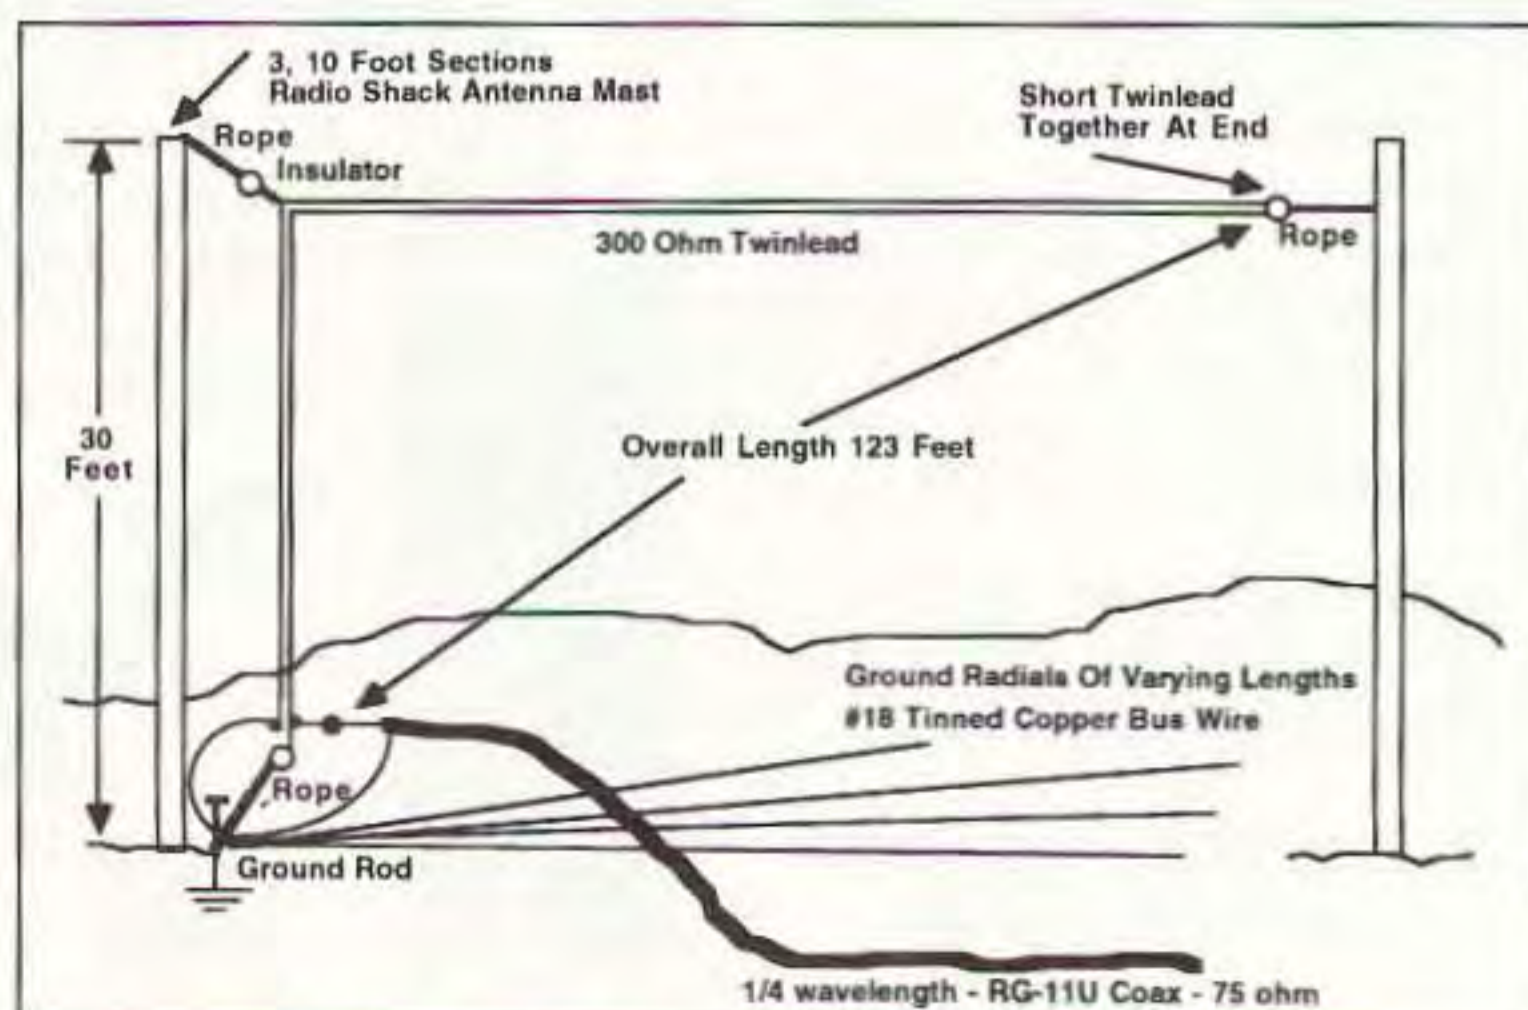 3, 10 Foot Sections
Radio Shack Antenna Mast
Rope
Insulator
Short Twinlead
Together At End
300 Ohm Twinlead
Rope
30
Feet
Overall Length 123 Feet
Ground Radials Of Varying Lengths
#18 Tinned Copper Bus Wire
Rope
Ground Rod
1/4 wavelength - RG-11U Coax - 75 ohm